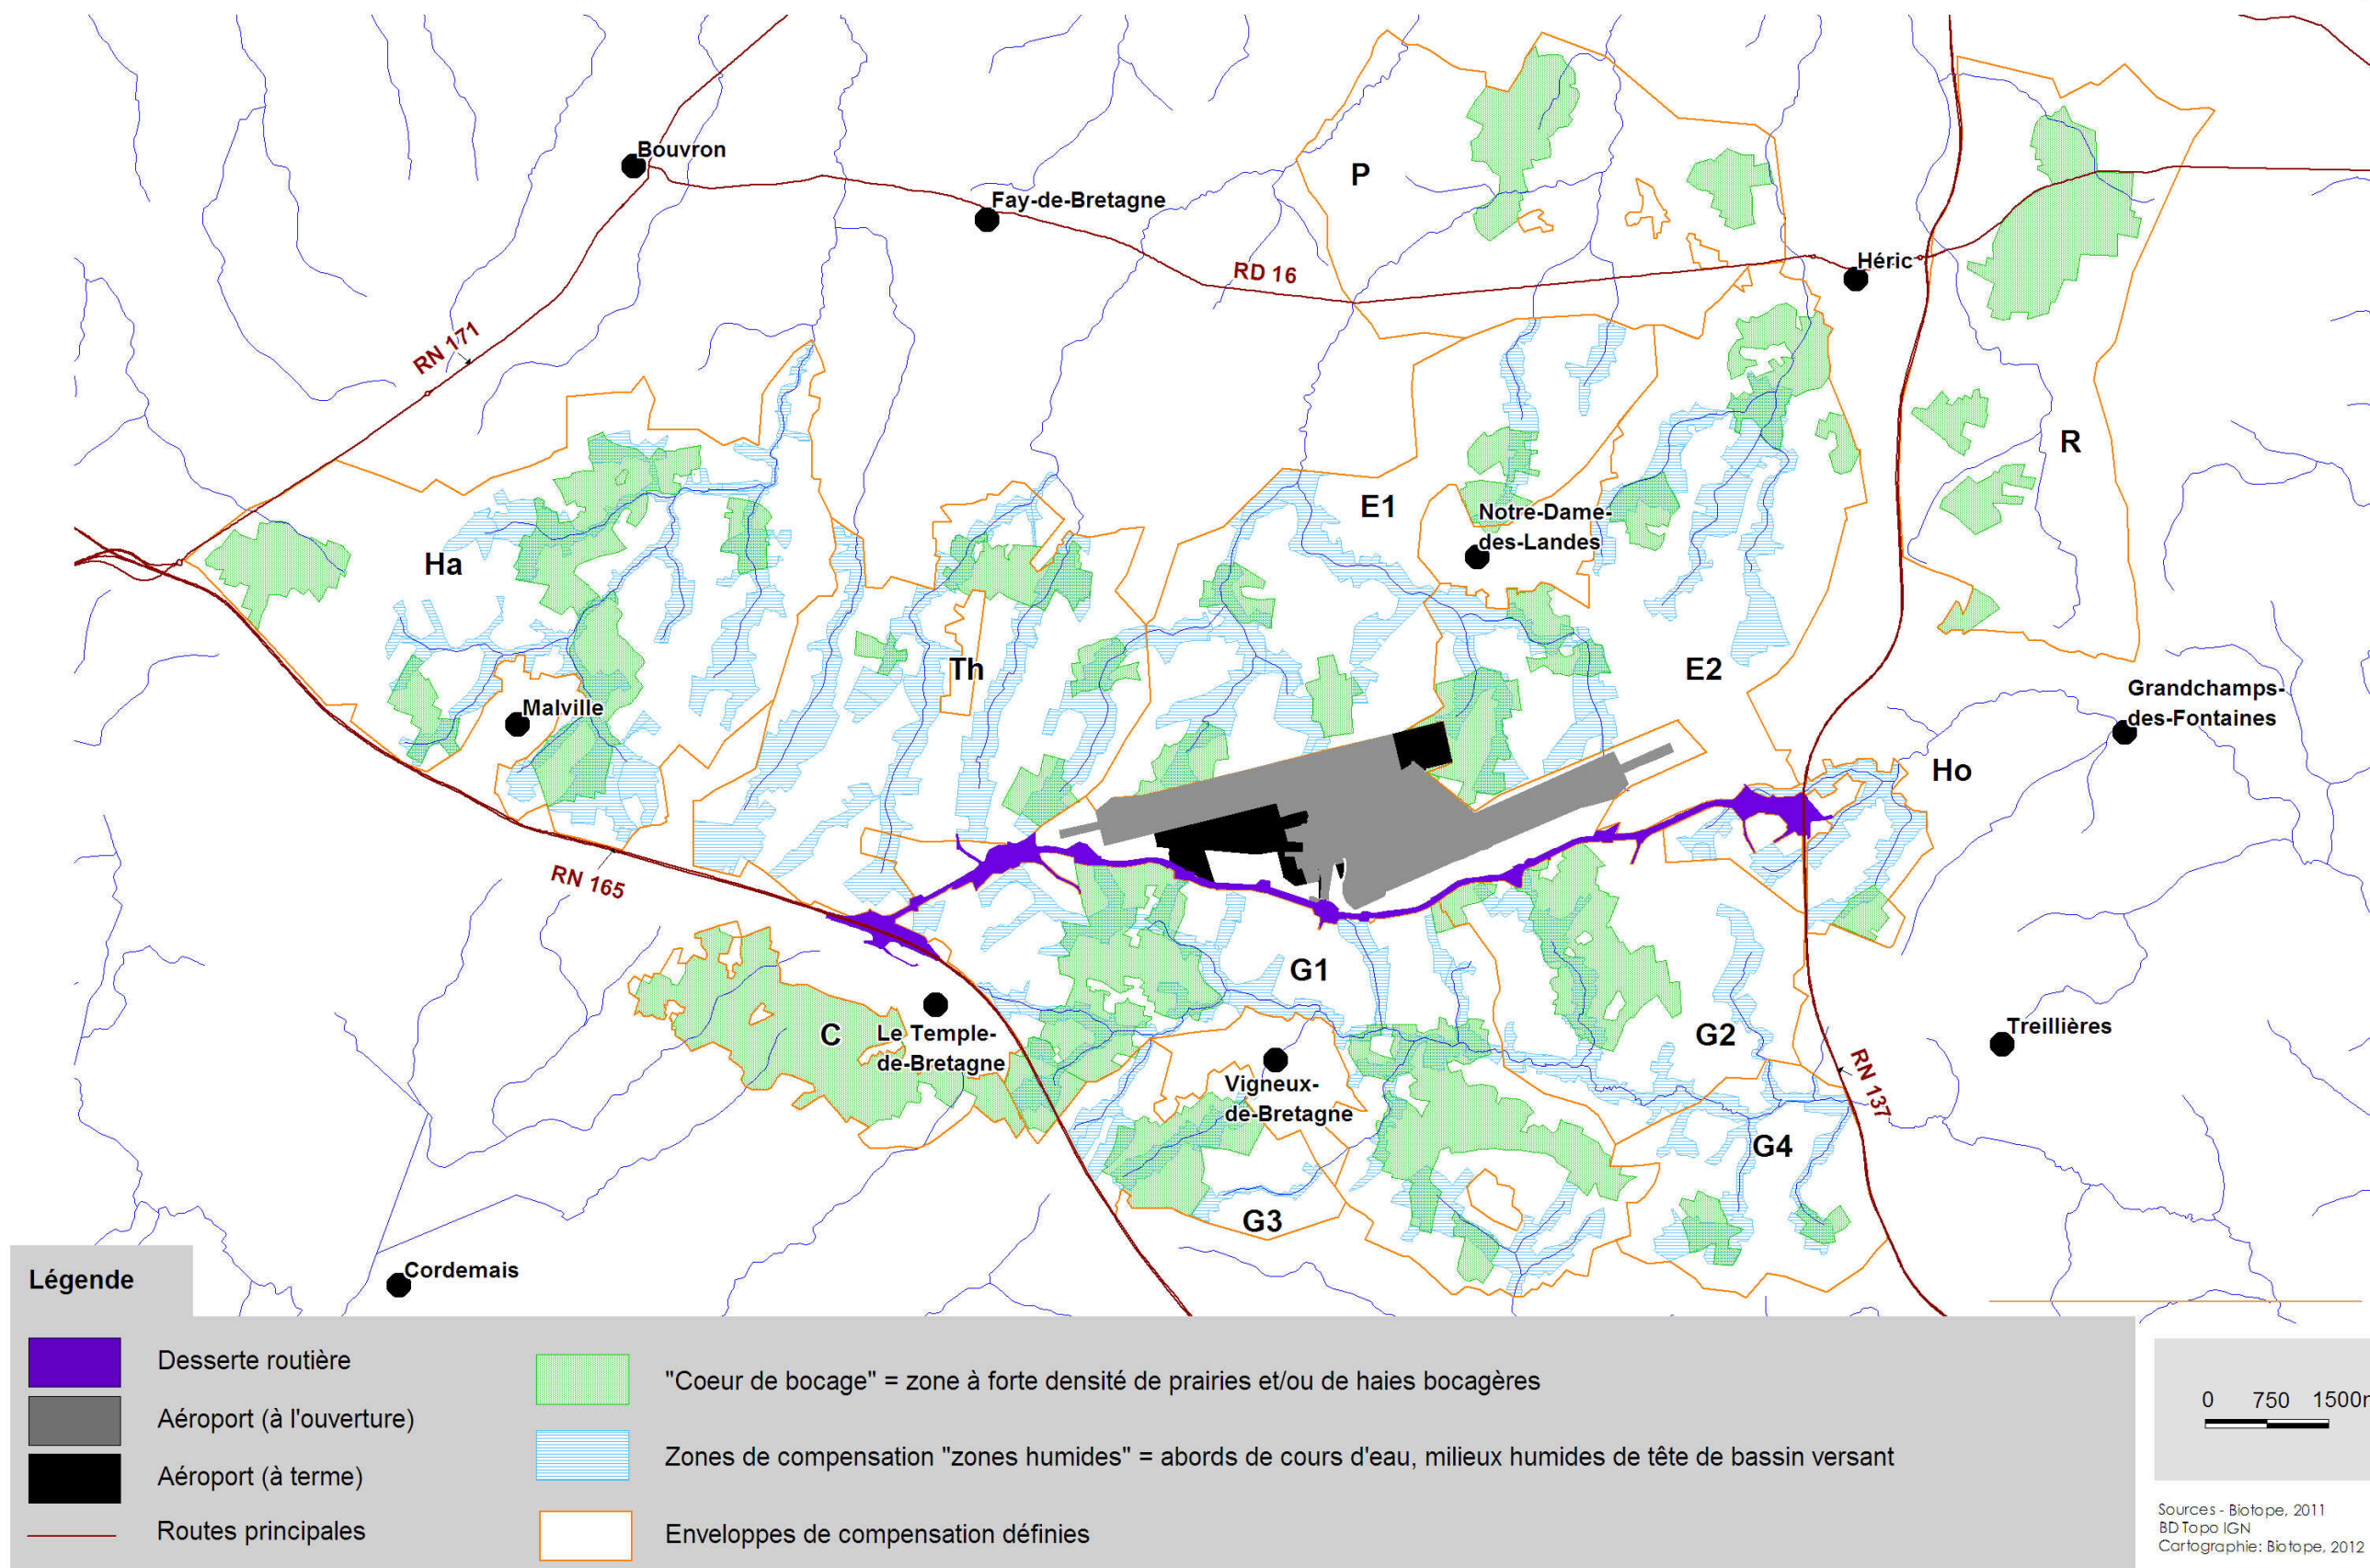 Bouvron
P
Fay-de-Bretagne
Héric
RD 16
RN 171
R
E1
Notre-Dame-
des-Landes
Ha
Th
E2
Grandchamps-
des-Fontaines
Malville
Ho
RN 165
G1
C
Le Temple-
de-Bretagne
G2
Treillières
Vigneux-
de-Bretagne
RN 137
G4
G3
Cordemais
Légende
Desserte routière
Aéroport (à l'ouverture)
Aéroport (à terme)
Routes principales
"Coeur de bocage" = zone à forte densité de prairies et/ou de haies bocagères
Zones de compensation "zones humides" = abords de cours d'eau, milieux humides de tête de bassin versant
Enveloppes de compensation définies
0 750 1500m
Sources - Biotope, 2011
BD Topo IGN
Cartographie: Biotope, 2012